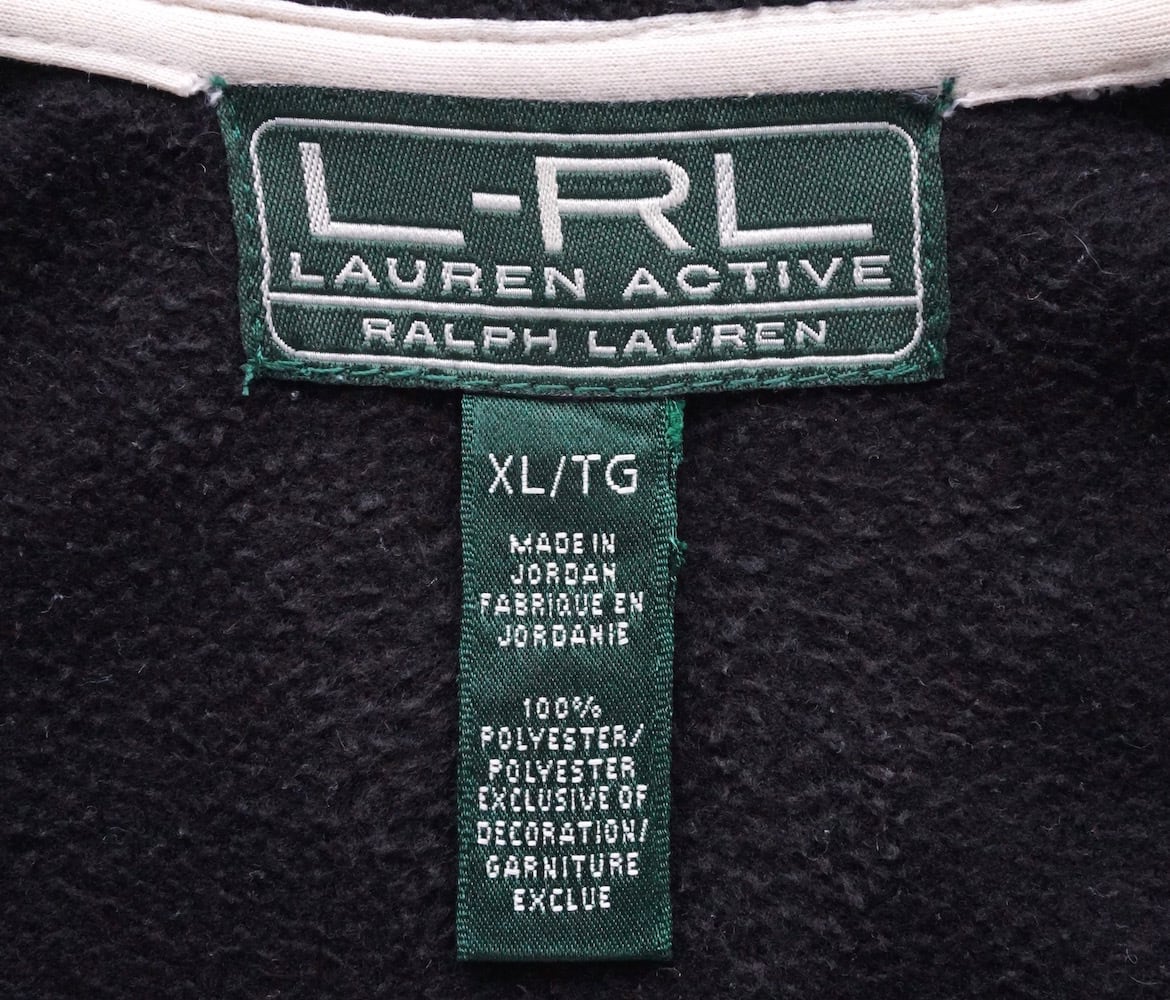 L-RL
LAUREN ACTIVE
RALPH LAUREN
XL/TG
MADE IN
JORDAN
FABRIQUE EN
JORDANIE
100%
POLYESTER/
POLYESTER
EXCLUSIVE OF
DECORATION/
GARNITURE
EXCLUE